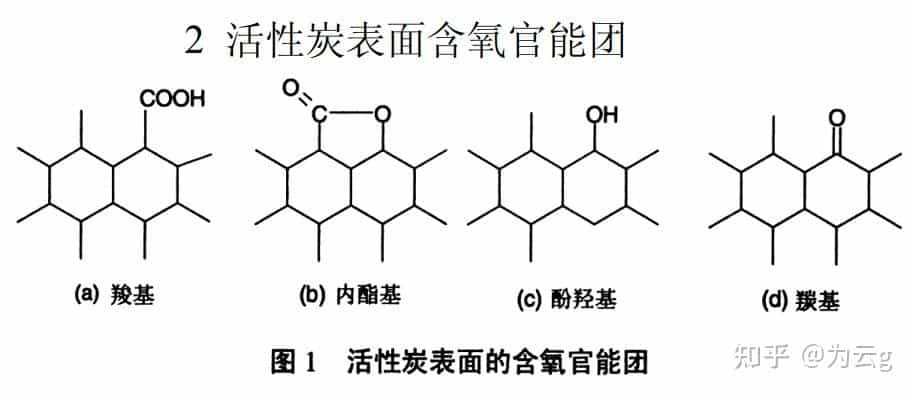 2 活性炭表面含氧官能团
COOH
O
C
O
OH
O
(a) 羧基
(b) 内酯基
(c) 酚羟基
(d) 羰基
图 1 活性炭表面的含氧官能团
知乎 @为云g